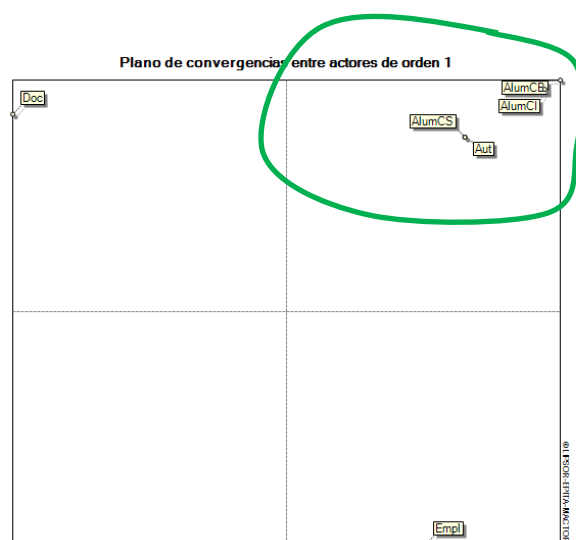 Plano de convergencias entre actores de orden 1
Doc
AlumCB
AlumCI
AlumCS
Aut
Empl
© LIPSOR-EPITA-MACTOR